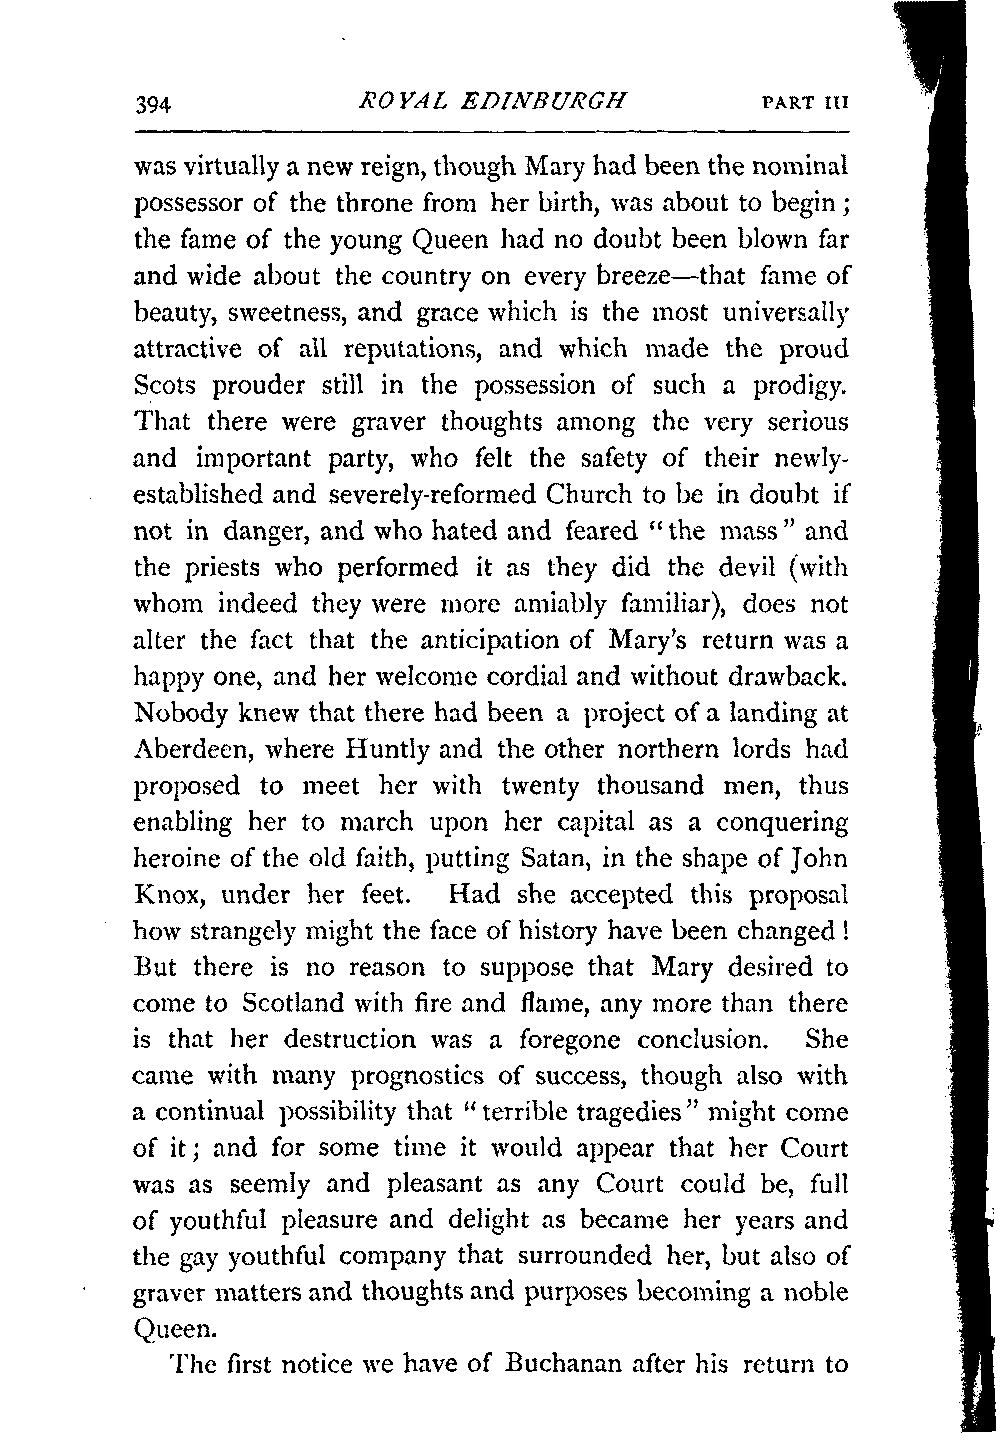 394 ROYAL EDINBURGH PART III
was virtually a new reign, though Mary had been the nominal
possessor of the throne from her birth, was about to begin ;
the fame of the young Queen had no doubt been blown far
and wide about the country on every breeze—that fame of
beauty, sweetness, and grace which is the most universally
attractive of all reputations, and which made the proud
Scots prouder still in the possession of such a prodigy.
That there were graver thoughts among the very serious
and important party, who felt the safety of their newly-
established and severely-reformed Church to be in doubt if
not in danger, and who hated and feared “the mass” and
the priests who performed it as they did the devil (with
whom indeed they were more amiably familiar), does not
alter the fact that the anticipation of Mary's return was a
happy one, and her welcome cordial and without drawback.
Nobody knew that there had been a project of a landing at
Aberdeen, where Huntly and the other northern lords had
proposed to meet her with twenty thousand men, thus
enabling her to march upon her capital as a conquering
heroine of the old faith, putting Satan, in the shape of John
Knox, under her feet. Had she accepted this proposal
how strangely might the face of history have been changed !
But there is no reason to suppose that Mary desired to
come to Scotland with fire and flame, any more than there
is that her destruction was a foregone conclusion. She
came with many prognostics of success, though also with
a continual possibility that “terrible tragedies” might come
of it ; and for some time it would appear that her Court
was as seemly and pleasant as any Court could be, full
of youthful pleasure and delight as became her years and
the gay youthful company that surrounded her, but also of
graver matters and thoughts and purposes becoming a noble
Queen.
The first notice we have of Buchanan after his return to